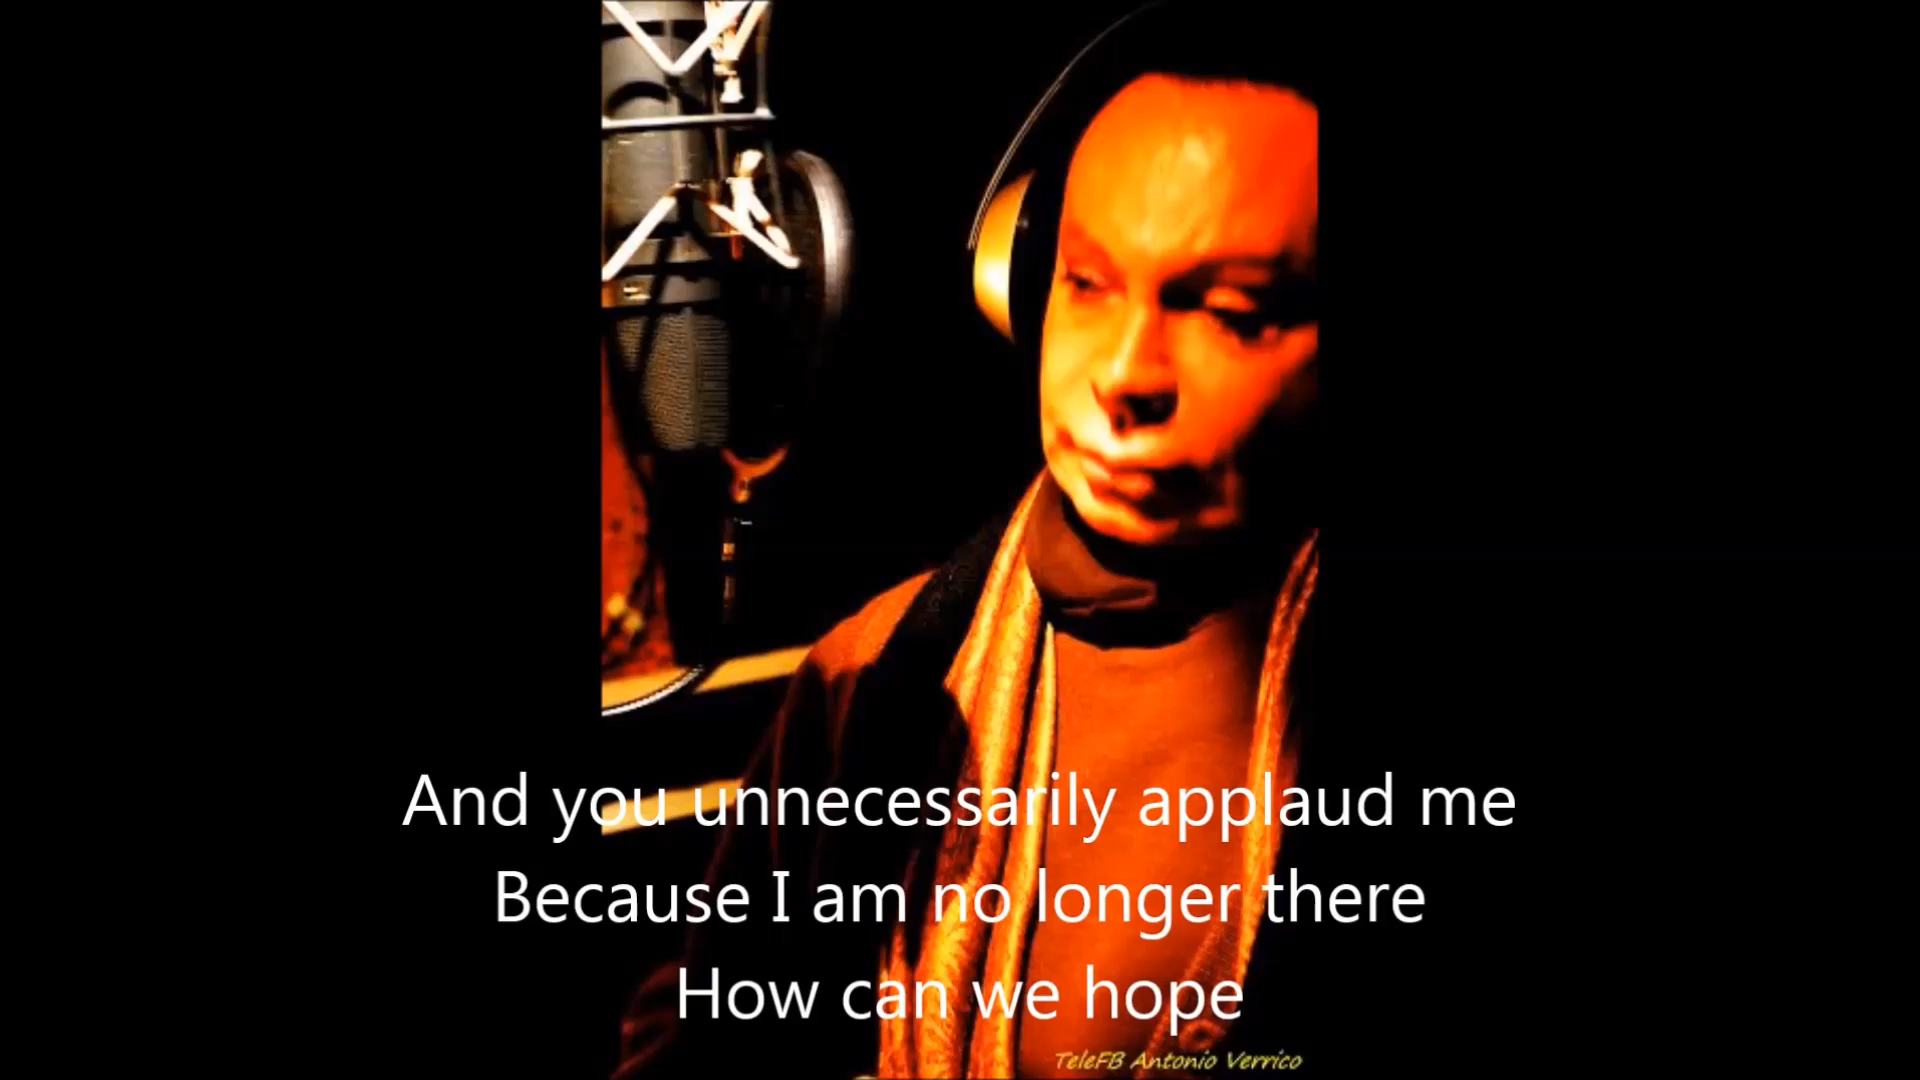 And you unnecessarily applaud me
Because I am no longer there
How can we hope
TeleFB Antonio Verrico